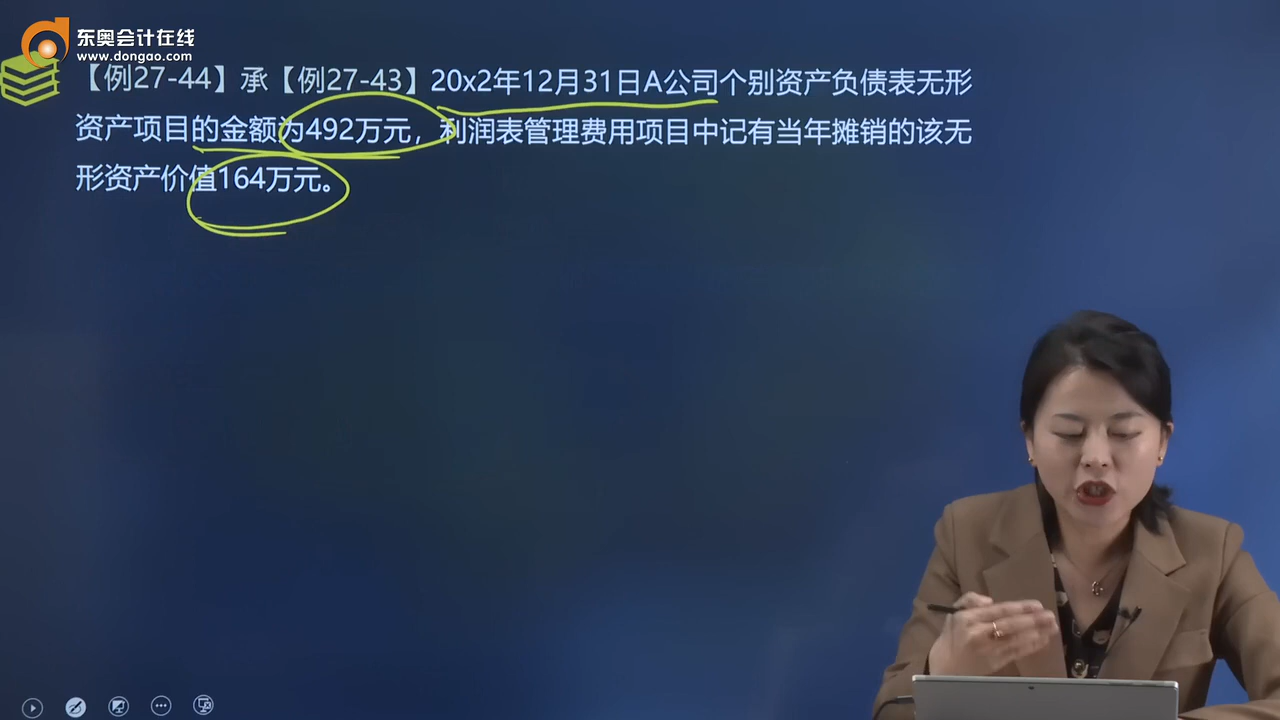 东奥会计在线
www.dongao.com
【例27-44】承【例27-43】20x2年12月31日A公司个别资产负债表无形
资产项目的金额为492万元，利润表管理费用项目中记有当年摊销的该无
形资产价值164万元。